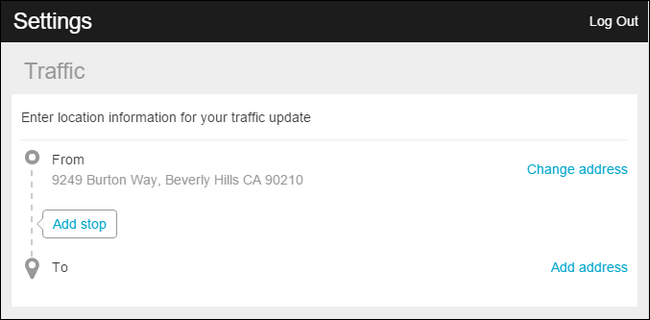 Settings
Log Out
Traffic
Enter location information for your traffic update
From
9249 Burton Way, Beverly Hills CA 90210
Change address
Add stop
To
Add address